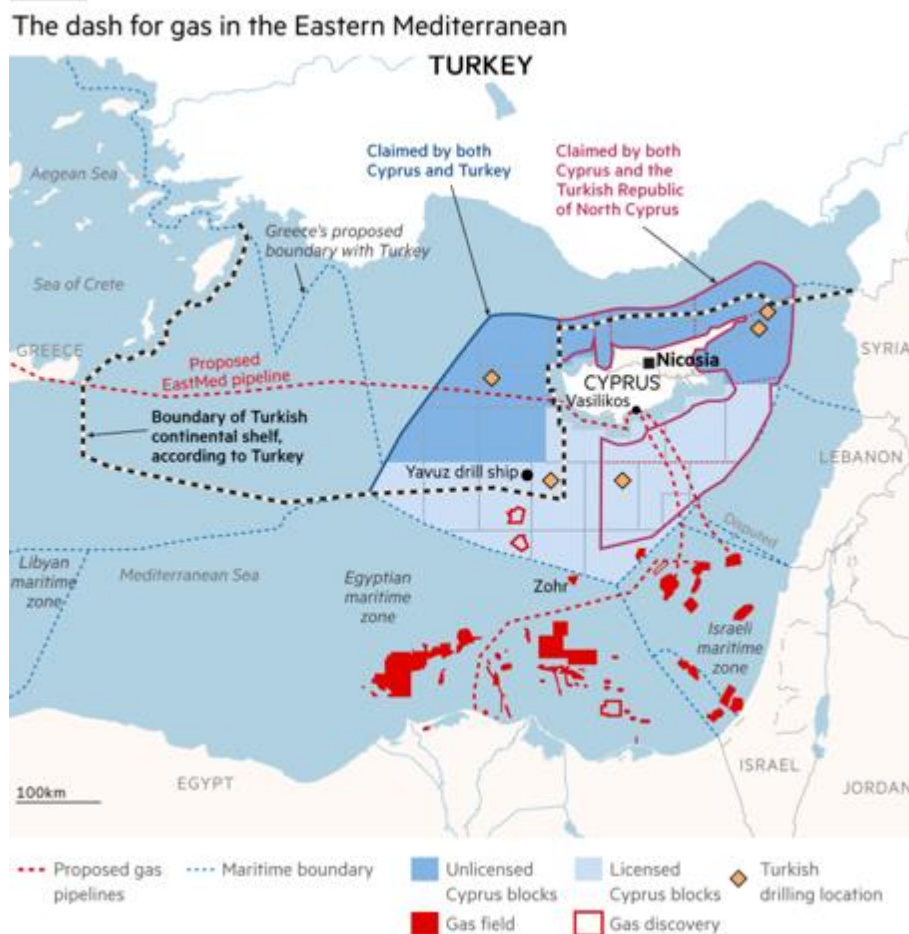 The dash for gas in the Eastern Mediterranean
TURKEY
Claimed by both
Cyprus and Turkey
Claimed by both
Cyprus and the
Turkish Republic
of North Cyprus
Aegean Sea
Greece's proposed
boundary with Turkey
Sea of Crete
GREECE
Proposed
EastMed pipeline
Nicosia
CYPRUS
Vasilikos
SYRIA
Boundary of Turkish
continental shelf,
according to Turkey
Yavuz drill ship
LEBANON
Disputed
Libyan
maritime
zone
Mediterranean Sea
Egyptian
maritime
zone
Zohr
Israeli
maritime
zone
EGYPT
ISRAEL
JORDAN
100km
Proposed gas
pipelines
Maritime boundary
Unlicensed
Cyprus blocks
Licensed
Cyprus blocks
Turkish
drilling location
Gas field
Gas discovery